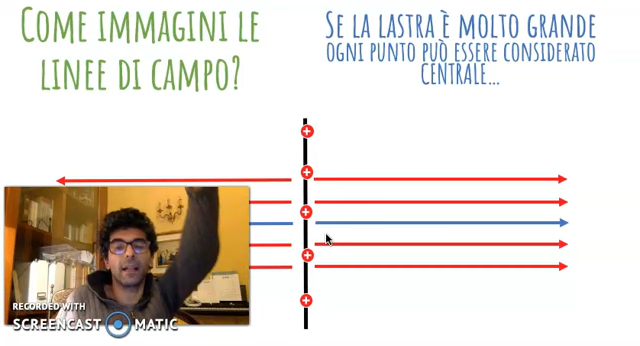 Come immagini le
linee di campo?
Se la lastra è molto grande
ogni punto può essere considerato
centrale...
+
+
+
+
+
RECORDED WITH
SCREENCAST MATIC